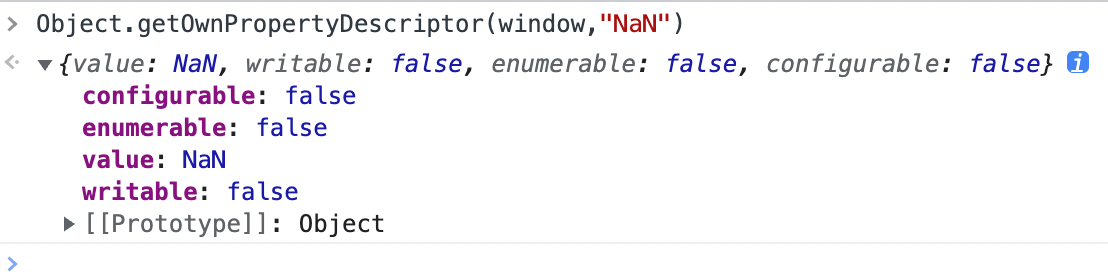 > Object.getOwnPropertyDescriptor(window,"NaN")
{value: NaN, writable: false, enumerable: false, configurable: false} i
configurable: false
enumerable: false
value: NaN
writable: false
[[Prototype]]: Object
>